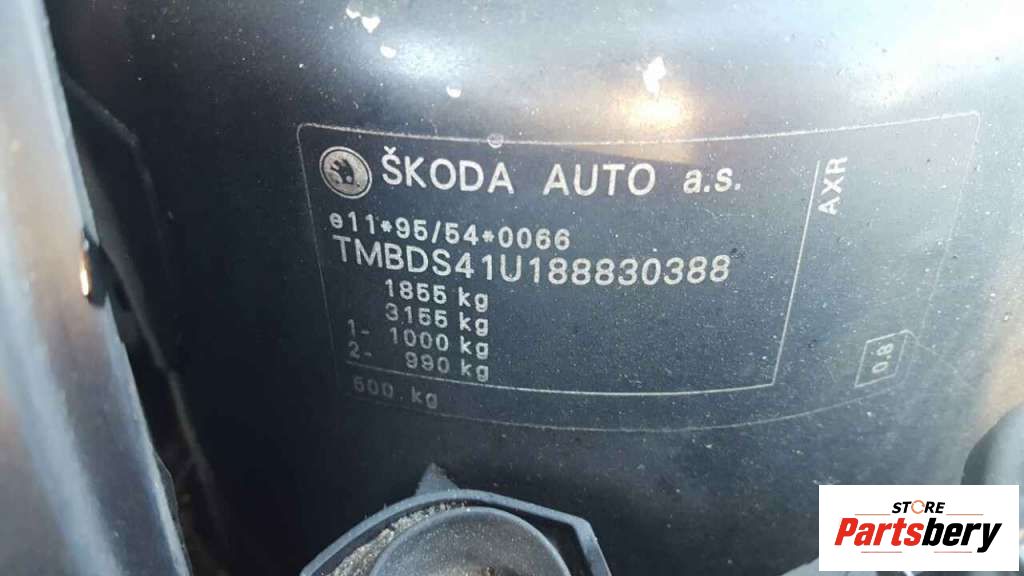 ŠKODA AUTO a.s.
AXR
e11*95/54*0066
TMBDS41U188830388
1855 kg
3155 kg
1- 1000 kg
2- 990 kg
600 kg
0.8
STORE
Partsbery